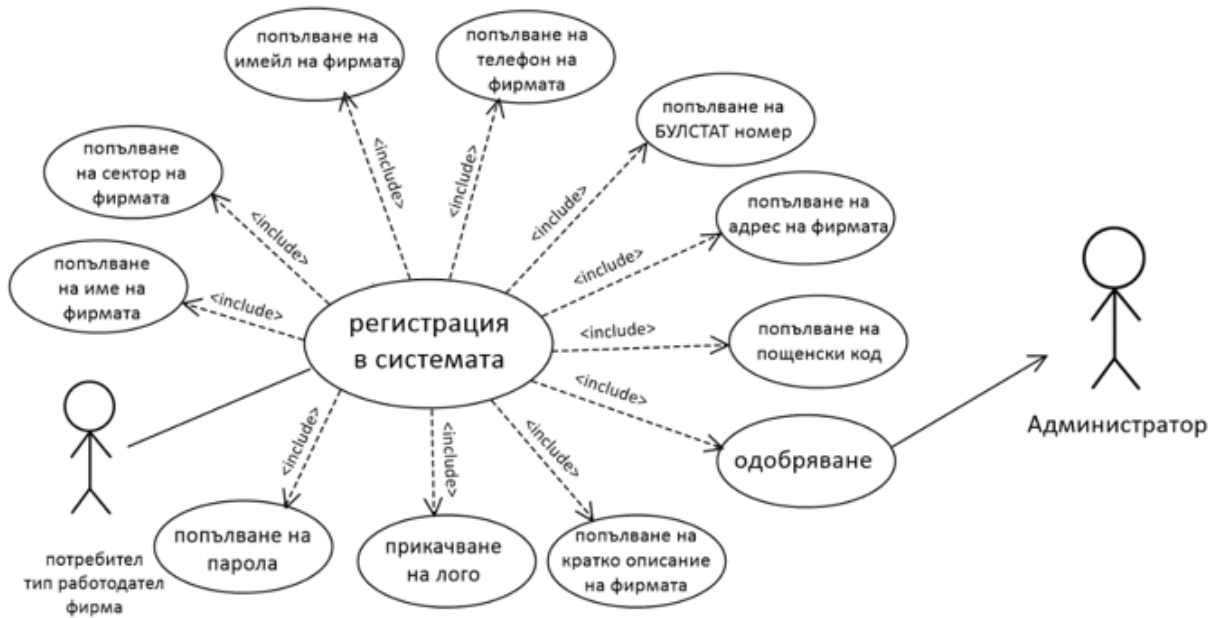 попълване на
имейл на фирмата
попълване на
телефон на
фирмата
попълване на
БУЛСТАТ номер
попълване
на сектор на
фирмата
попълване на
адрес на фирмата
попълване
на име на
фирмата
<include>
<include>
<include>
<include>
<include>
<include>
регистрация
в системата
<include>
попълване на
пощенски код
<include>
Администратор
одобряване
<include>
<include>
<include>
попълване на
парола
прикачване
на лого
попълване на
кратко описание
на фирмата
потребител
тип работодател
фирма